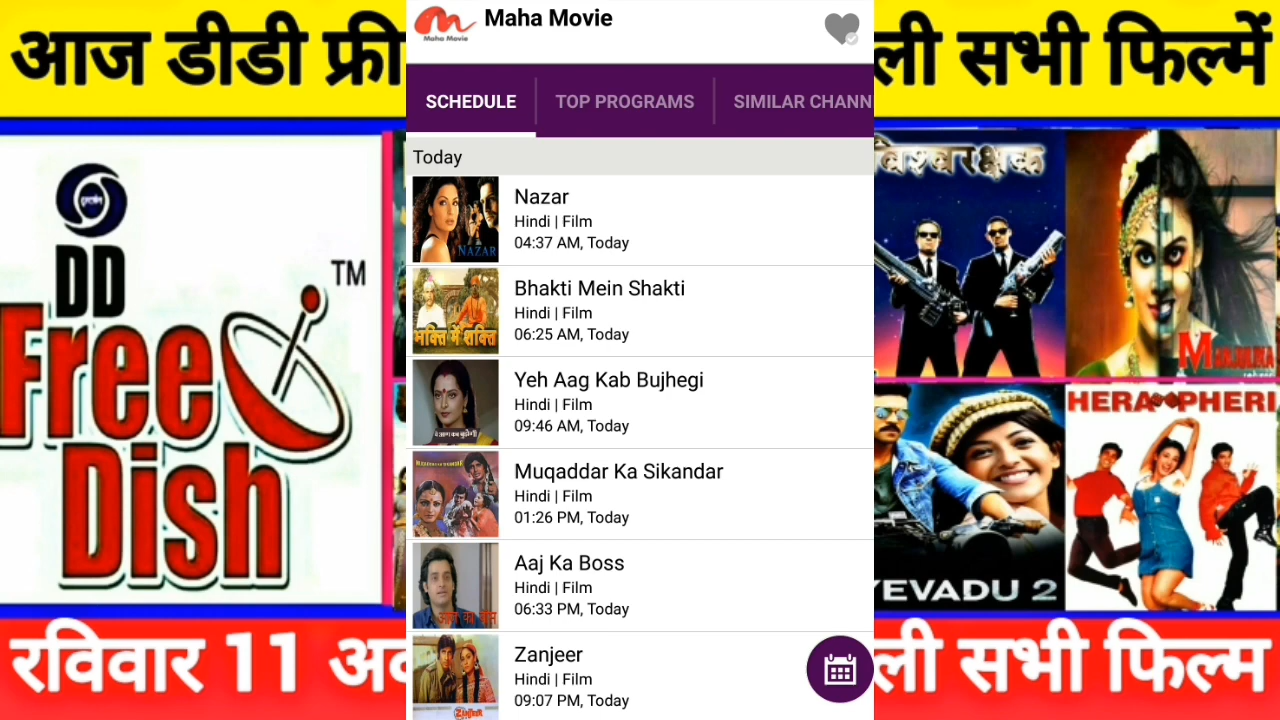 आज डीडी फ्री
ली सभी फिल्में
Maha Movie
Maha Movie
SCHEDULE
TOP PROGRAMS
SIMILAR CHANN
Today
Nazar
Hindi | Film
04:37 AM, Today
NAZAR
Bhakti Mein Shakti
Hindi | Film
06:25 AM, Today
भक्ति में शक्ति
Yeh Aag Kab Bujhegi
Hindi | Film
09:46 AM, Today
Muqaddar Ka Sikandar
Hindi | Film
01:26 PM, Today
Aaj Ka Boss
Hindi | Film
06:33 PM, Today
आज का बॉस
Zanjeer
Hindi | Film
09:07 PM, Today
DD
TM
Free
Dish
विश्वरक्षक
YEVADU 2
HERA PHERI
रविवार 11 अ
ली सभी फिल्म